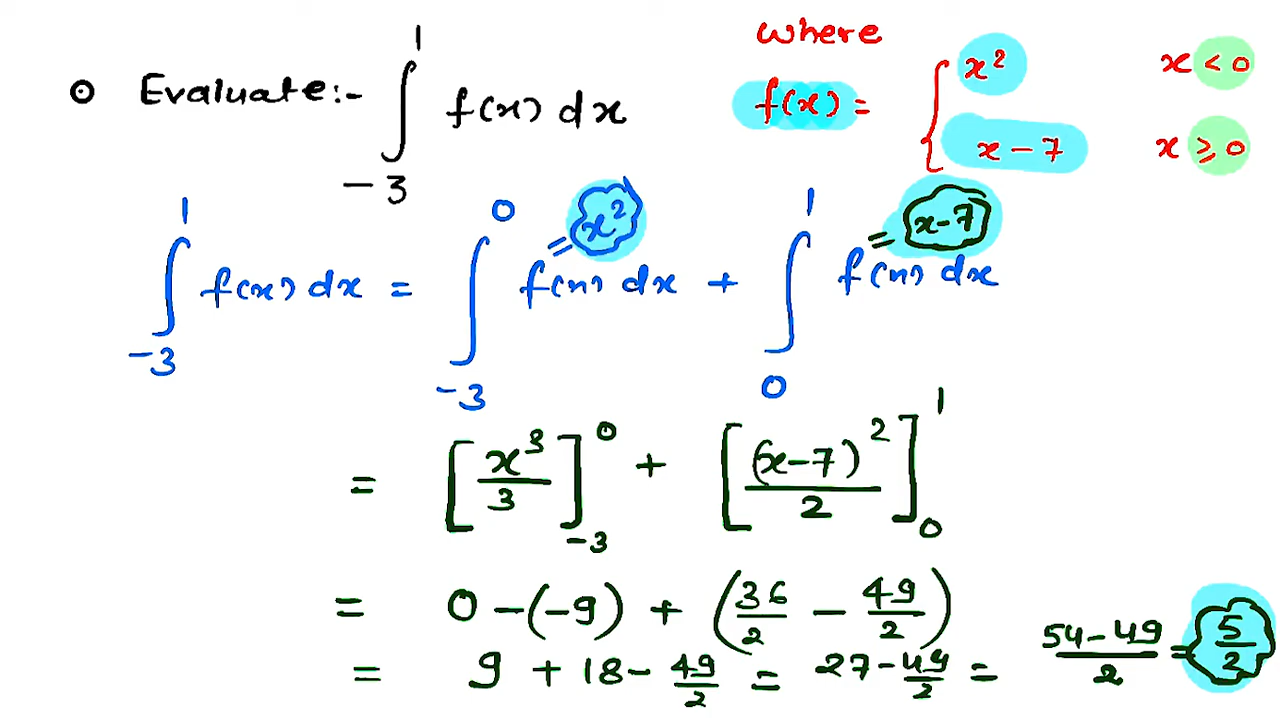 ⊙ Evaluate:- ∫_{-3}^{1} f(x) dx where f(x) = { x² x < 0
x - 7 x ⩾ 0
∫_{-3}^{1} f(x) dx = ∫_{-3}^{0} f(x) dx = x² + ∫_{0}^{1} f(x) dx = x-7
= [x³/3]_{-3}^{0} + [(x-7)²/2]_{0}^{1}
= 0 - (-9) + (36/2 - 49/2)
= 9 + 18 - 49/2 = 27 - 49/2 = 54-49/2 = 5/2